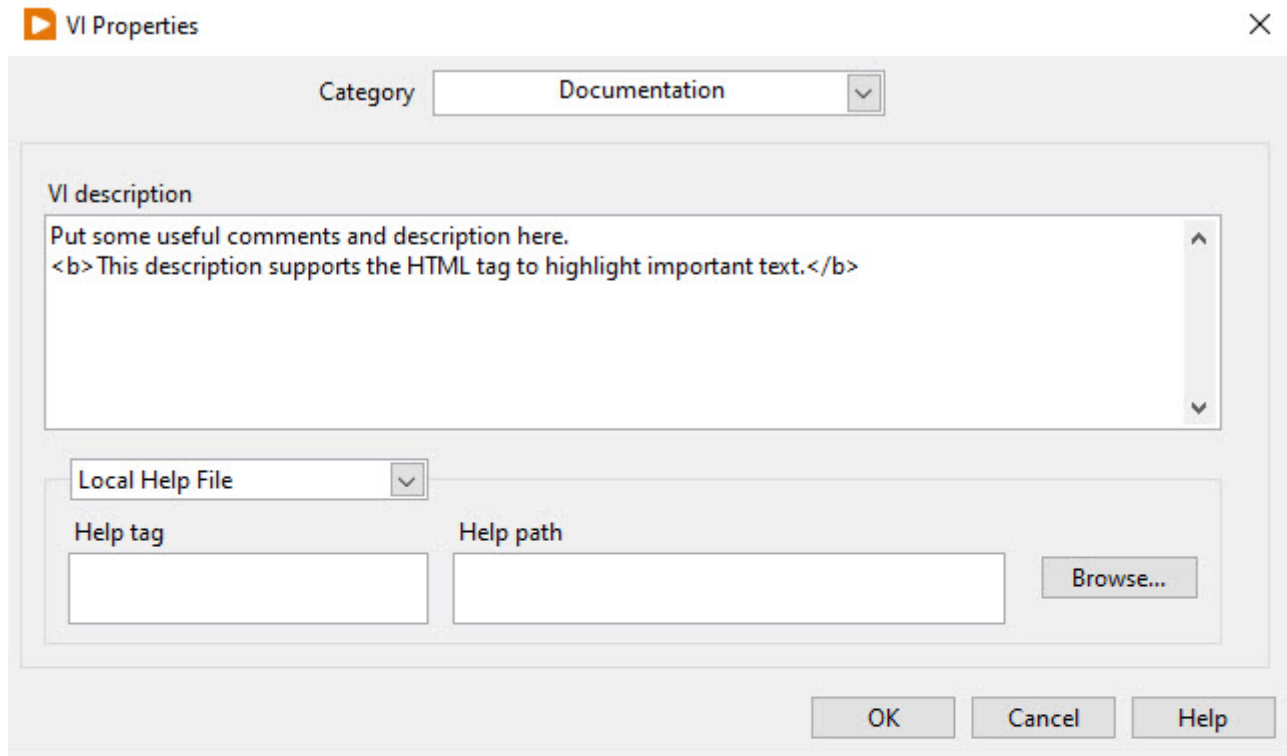 VI Properties
Category Documentation
VI description
Put some useful comments and description here.
<b>This description supports the HTML tag to highlight important text.</b>
Local Help File
Help tag Help path
Browse...
OK Cancel Help